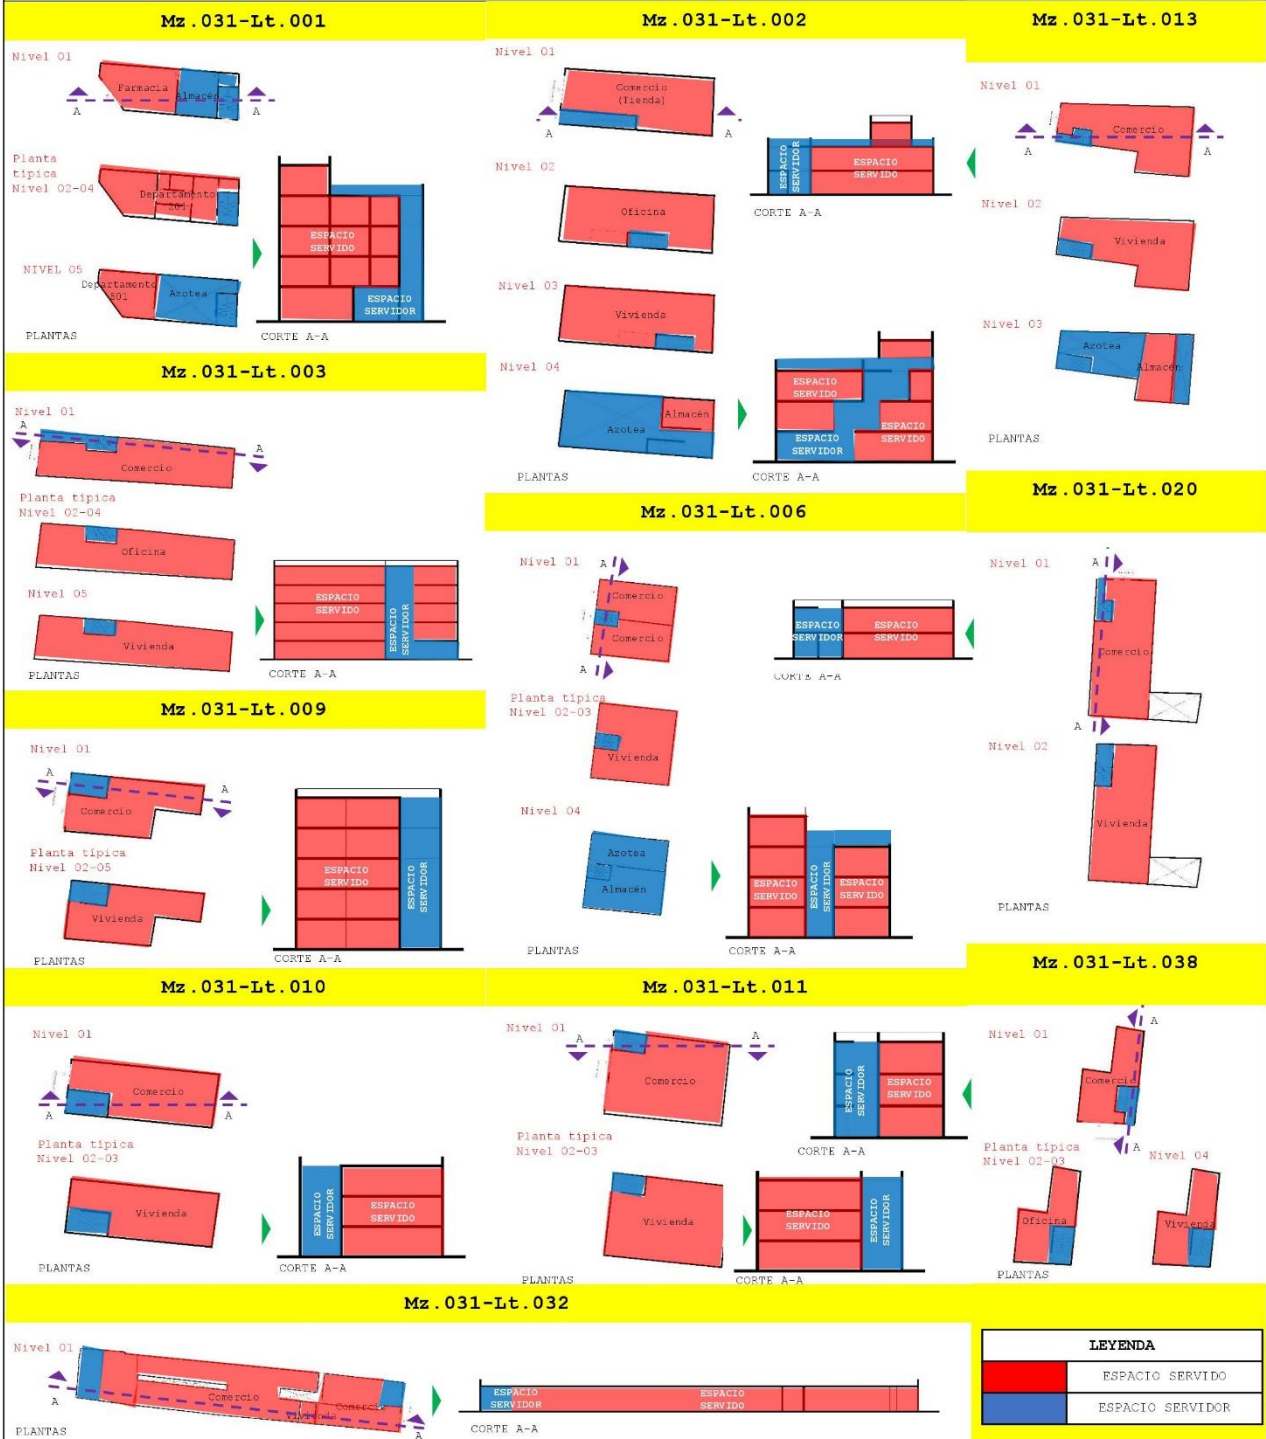 Mz.031-Lt.001
Nivel 01
Farmacia
Almacén
A
A
Planta
típica
Nivel 02-04
Departamento
201
NIVEL 05
Departamento
501
Azotea
PLANTAS
ESPACIO
SERVIDO
ESPACIO
SERVIDOR
CORTE A-A
Mz.031-Lt.002
Nivel 01
Comercio
(Tienda)
A
A
Nivel 02
Oficina
Nivel 03
Vivienda
Nivel 04
Almacén
Azotea
PLANTAS
ESPACIO
SERVIDOR
ESPACIO
SERVIDO
CORTE A-A
ESPACIO
SERVIDO
ESPACIO
SERVIDO
ESPACIO
SERVIDOR
CORTE A-A
Mz.031-Lt.013
Nivel 01
Comercio
A
A
Nivel 02
Vivienda
Nivel 03
Azotea
Almacén
PLANTAS
Mz.031-Lt.003
Nivel 01
A
A
Comercio
Planta típica
Nivel 02-04
Oficina
Nivel 05
Vivienda
PLANTAS
ESPACIO
SERVIDO
ESPACIO
SERVIDOR
CORTE A-A
Mz.031-Lt.006
Nivel 01
A
Comercio
Comercio
A
Planta típica
Nivel 02-03
Vivienda
Nivel 04
Azotea
Almacén
PLANTAS
ESPACIO
SERVIDOR
ESPACIO
SERVIDO
CORTE A-A
ESPACIO
SERVIDO
ESPACIO
SERVIDOR
ESPACIO
SERVIDO
CORTE A-A
Mz.031-Lt.020
Nivel 01
A
Comercio
A
Nivel 02
Vivienda
PLANTAS
Mz.031-Lt.009
Nivel 01
A
A
Comercio
Planta típica
Nivel 02-05
Vivienda
PLANTAS
ESPACIO
SERVIDO
ESPACIO
SERVIDOR
CORTE A-A
Mz.031-Lt.010
Nivel 01
Comercio
A
A
Planta típica
Nivel 02-03
Vivienda
PLANTAS
ESPACIO
SERVIDOR
ESPACIO
SERVIDO
CORTE A-A
Mz.031-Lt.011
Nivel 01
A
A
Comercio
Planta típica
Nivel 02-03
Vivienda
PLANTAS
ESPACIO
SERVIDOR
ESPACIO
SERVIDO
CORTE A-A
ESPACIO
SERVIDO
ESPACIO
SERVIDOR
CORTE A-A
Mz.031-Lt.038
Nivel 01
A
Comercio
A
Planta típica
Nivel 02-03
Nivel 04
Oficina
Vivienda
PLANTAS
Mz.031-Lt.032
Nivel 01
A
Comercio
Vivienda
Comercio
A
PLANTAS
ESPACIO
SERVIDOR
ESPACIO
SERVIDO
CORTE A-A
LEYENDA
ESPACIO SERVIDO
ESPACIO SERVIDOR